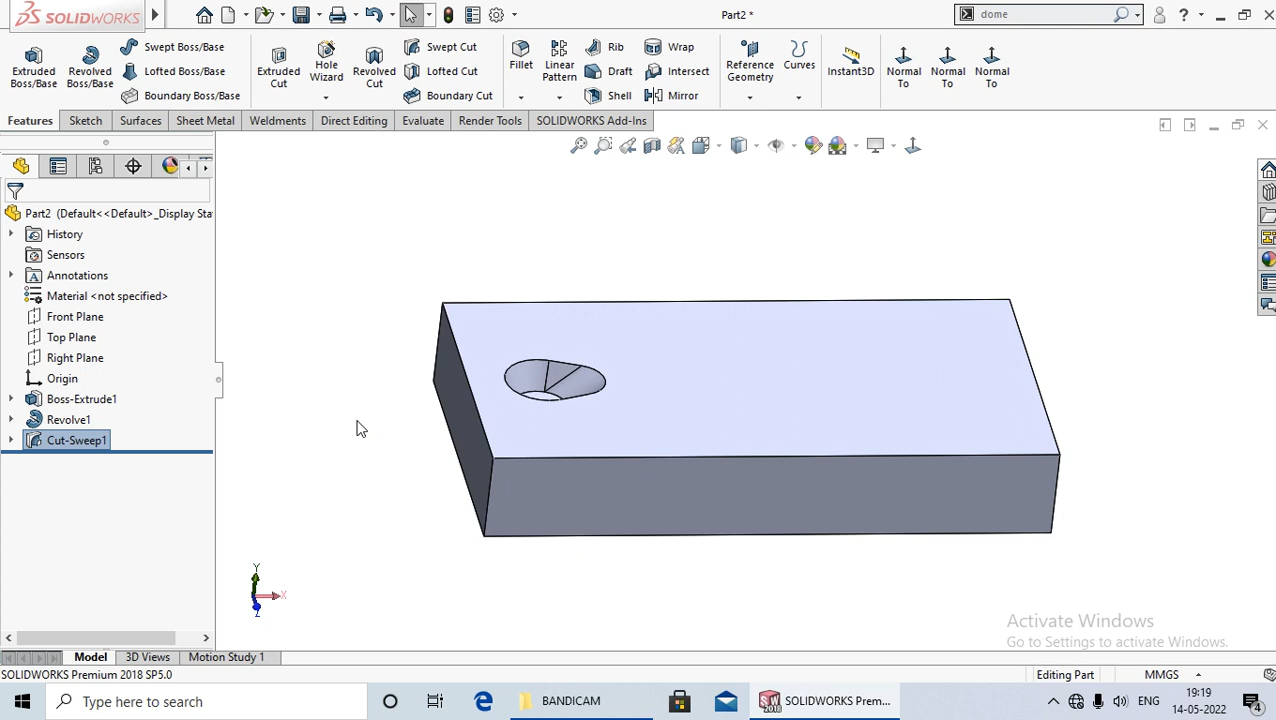 SOLIDWORKS
Part2 *
dome
Extruded Boss/Base
Revolved Boss/Base
Swept Boss/Base
Lofted Boss/Base
Boundary Boss/Base
Extruded Cut
Hole Wizard
Revolved Cut
Swept Cut
Lofted Cut
Boundary Cut
Fillet
Linear Pattern
Rib
Draft
Shell
Wrap
Intersect
Mirror
Reference Geometry
Curves
Instant3D
Normal To
Normal To
Normal To
Features
Sketch
Surfaces
Sheet Metal
Weldments
Direct Editing
Evaluate
Render Tools
SOLIDWORKS Add-Ins
Part2 (Default<<Default>_Display Sta
History
Sensors
Annotations
Material <not specified>
Front Plane
Top Plane
Right Plane
Origin
Boss-Extrude1
Revolve1
Cut-Sweep1
Y
X
Z
Activate Windows
Go to Settings to activate Windows.
Model
3D Views
Motion Study 1
SOLIDWORKS Premium 2018 SP5.0
Editing Part
MMGS
Type here to search
BANDICAM
SOLIDWORKS Prem...
ENG
19:19
14-05-2022
4